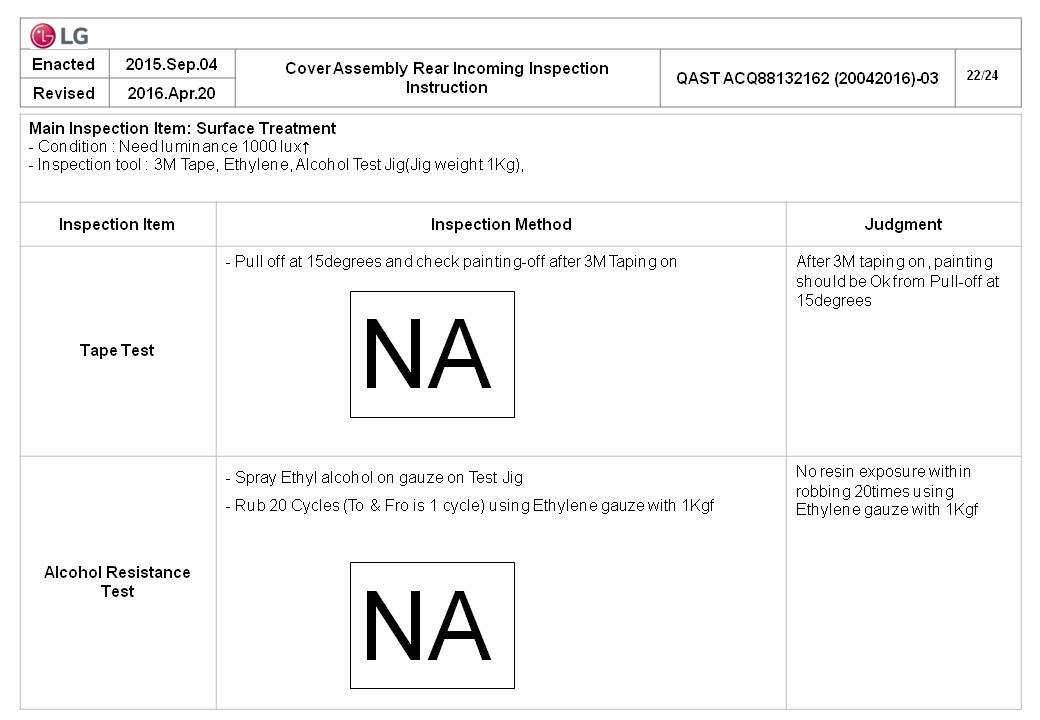 LG
Enacted 2015.Sep.04
Revised 2016.Apr.20
Cover Assembly Rear Incoming Inspection
Instruction
QAST ACQ88132162 (20042016)-03
22/24
Main Inspection Item: Surface Treatment
- Condition : Need luminance 1000 lux↑
- Inspection tool : 3M Tape, Ethylene, Alcohol Test Jig(Jig weight 1Kg),
Inspection Item
Inspection Method
Judgment
Tape Test
- Pull off at 15degrees and check painting-off after 3M Taping on
NA
After 3M taping on, painting
should be Ok from Pull-off at
15degrees
Alcohol Resistance
Test
- Spray Ethyl alcohol on gauze on Test Jig
- Rub 20 Cycles (To & Fro is 1 cycle) using Ethylene gauze with 1Kgf
NA
No resin exposure within
robbing 20times using
Ethylene gauze with 1Kgf